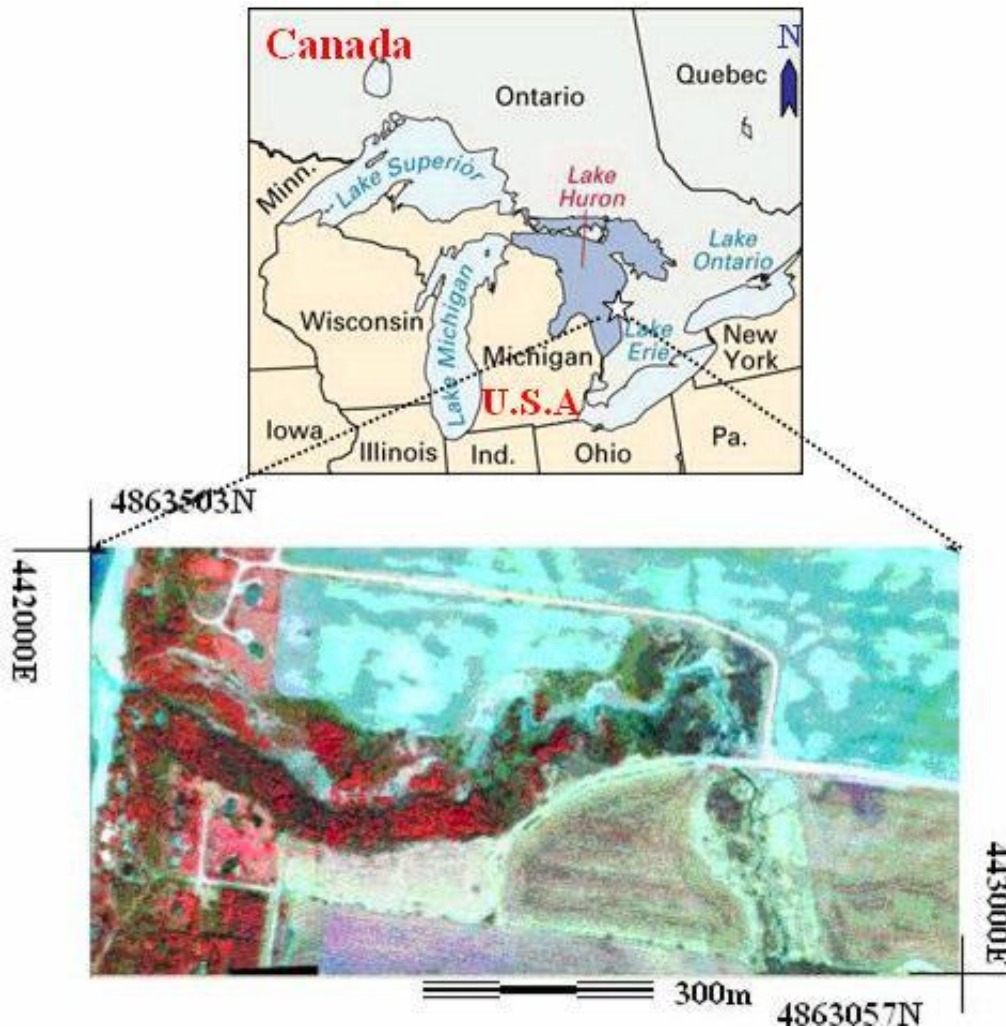 Canada
N
Quebec
Ontario
Minn.
Lake Superior
Lake
Huron
Lake
Ontario
Wisconsin
Lake Michigan
Michigan
Lake
Erie
New
York
U.S.A
Iowa
Illinois
Ind.
Ohio
Pa.
4863503N
442000E
443000E
300m
4863057N